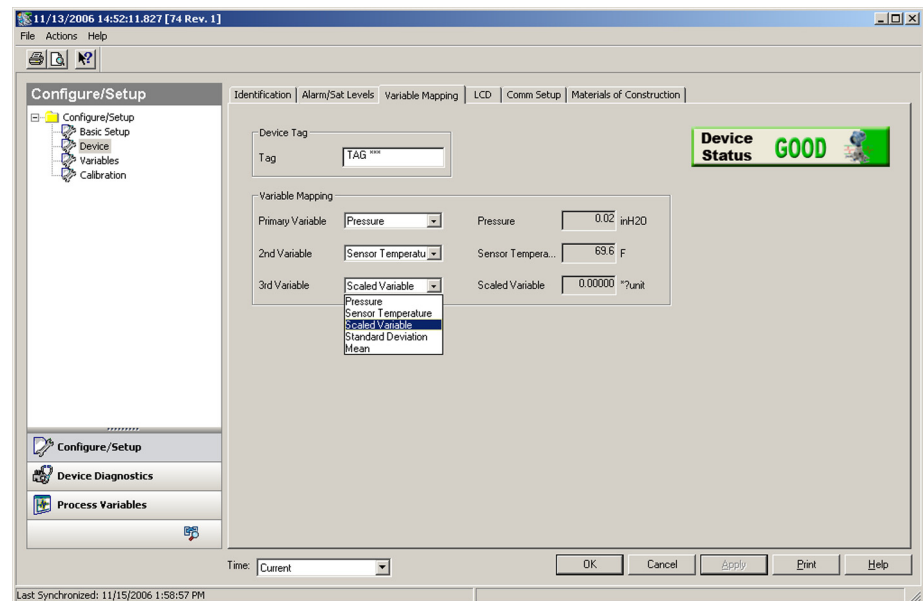 11/13/2006 14:52:11.827 [74 Rev. 1]
File Actions Help
Configure/Setup
Configure/Setup
Basic Setup
Device
Variables
Calibration
Configure/Setup
Device Diagnostics
Process Variables
Identification Alarm/Sat Levels Variable Mapping LCD Comm Setup Materials of Construction
Device Tag
Tag TAG """
Device Status GOOD
Variable Mapping
Primary Variable Pressure Pressure 0.02 inH2O
2nd Variable Sensor Temperatu Sensor Tempera... 69.6 F
3rd Variable Scaled Variable Scaled Variable 0.00000 "?unit
Pressure
Sensor Temperature
Scaled Variable
Standard Deviation
Mean
Time: Current
OK Cancel Apply Print Help
Last Synchronized: 11/15/2006 1:58:57 PM